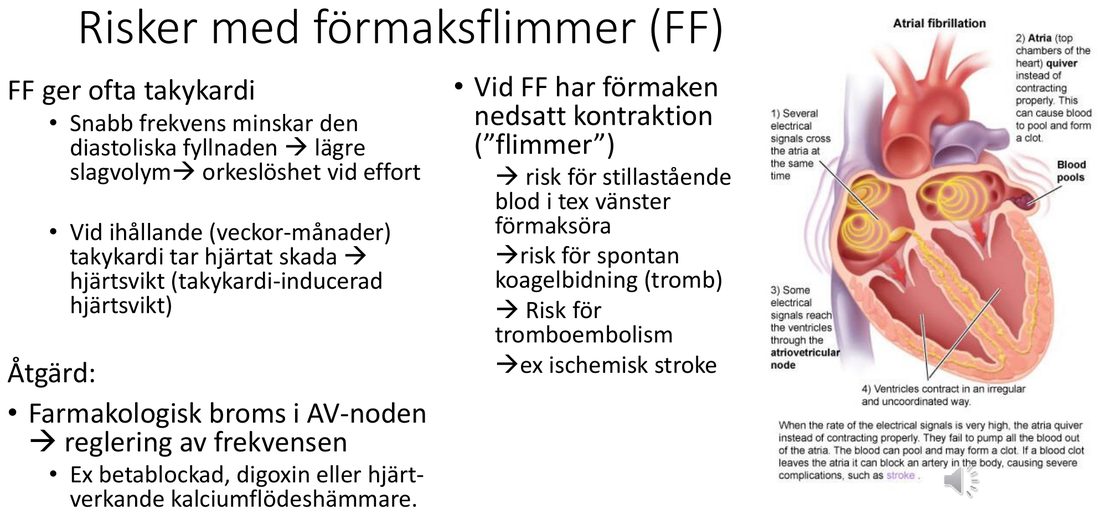 Risker med förmaksflimmer (FF)
FF ger ofta takykardi
• Snabb frekvens minskar den
diastoliska fyllnaden → lägre
slagvolym→ orkeslöshet vid effort
• Vid ihållande (veckor-månader)
takykardi tar hjärtat skada →
hjärtsvikt (takykardi-inducerad
hjärtsvikt)
Åtgärd:
• Farmakologisk broms i AV-noden
→ reglering av frekvensen
• Ex betablockad, digoxin eller hjärt-
verkande kalciumflödeshämmare.
• Vid FF har förmaken
nedsatt kontraktion
(”flimmer”)
→ risk för stillastående
blod i tex vänster
förmaksöra
→risk för spontan
koagelbidning (tromb)
→ Risk för
tromboembolism
→ex ischemisk stroke
Atrial fibrillation
1) Several
electrical
signals cross
the atria at
the same
time
2) Atria (top
chambers of the
heart) quiver
instead of
contracting
properly. This
can cause blood
to pool and form
a clot.
Blood
pools
3) Some
electrical
signals reach
the ventricles
through the
atriovetricular
node
4) Ventricles contract in an irregular
and uncoordinated way.
When the rate of the electrical signals is very high, the atria quiver
instead of contracting properly. They fail to pump all the blood out
of the atria. The blood can pool and may form a clot. If a blood clot
leaves the atria it can block an artery in the body, causing severe
complications, such as stroke .